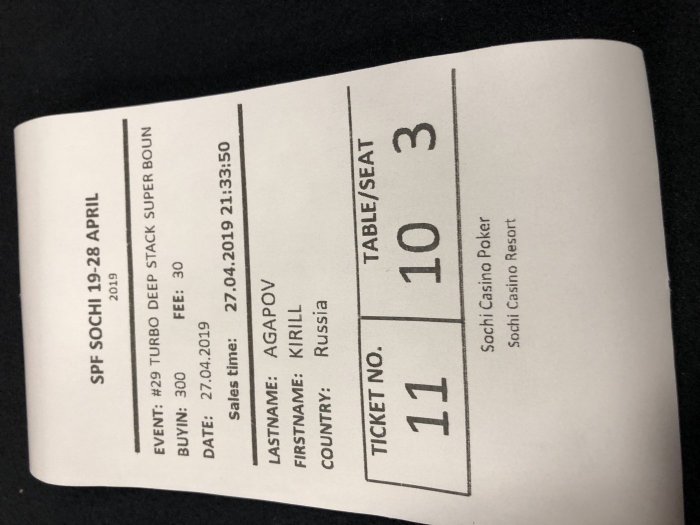 SPF SOCHI 19-28 APRIL
2019
EVENT: #29 TURBO DEEP STACK SUPER BOUN
BUYIN: 300 FEE: 30
DATE: 27.04.2019
Sales time: 27.04.2019 21:33:50
LASTNAME: AGAPOV
FIRSTNAME: KIRILL
COUNTRY: Russia
TICKET NO. TABLE/SEAT
11 10 3
Sochi Casino Poker
Sochi Casino Resort